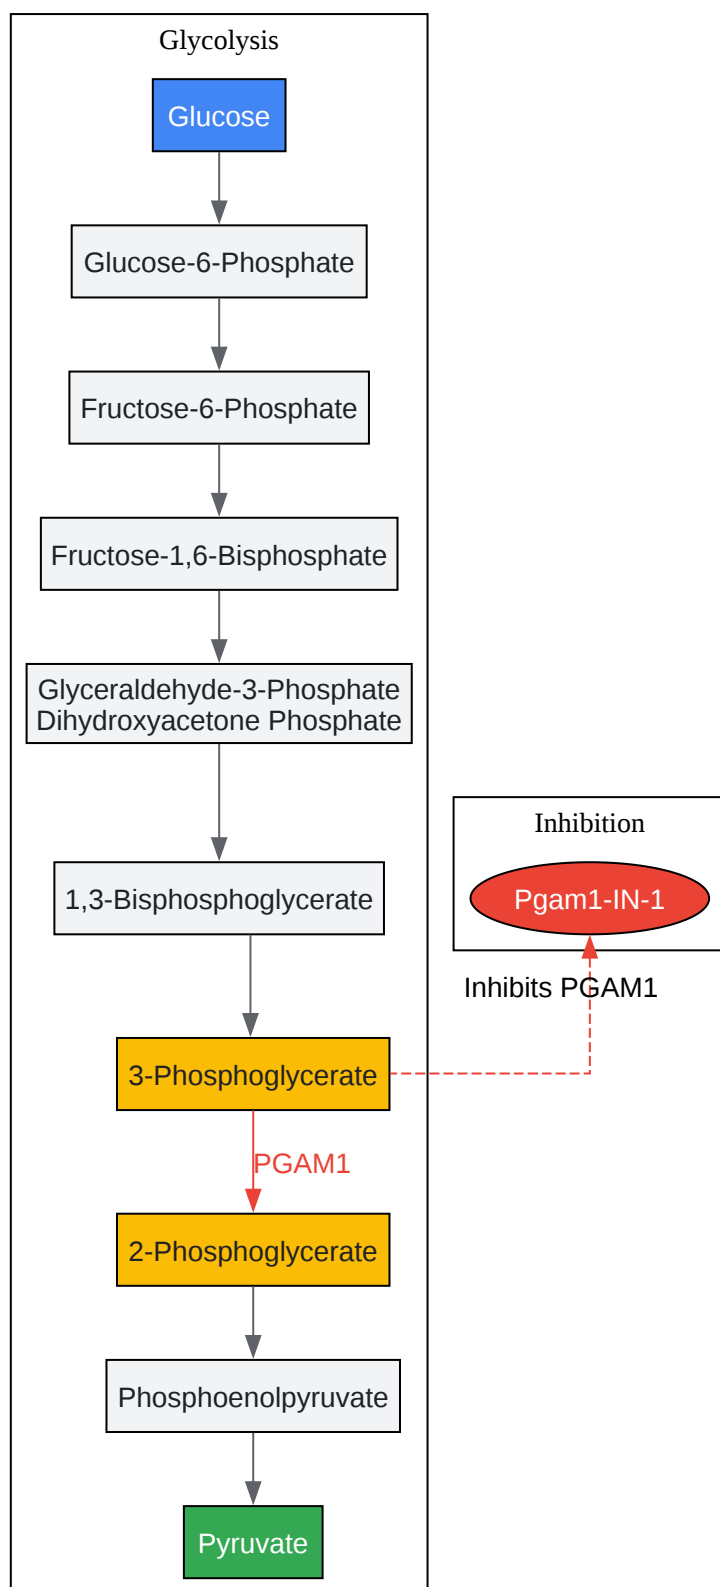 Glycolysis
Glucose
Glucose-6-Phosphate
Fructose-6-Phosphate
Fructose-1,6-Bisphosphate
Glyceraldehyde-3-Phosphate
Dihydroxyacetone Phosphate
Inhibition
1,3-Bisphosphoglycerate
Pgam1-IN-1
Inhibits PGAM1
3-Phosphoglycerate
PGAM1
2-Phosphoglycerate
Phosphoenolpyruvate
Pyruvate